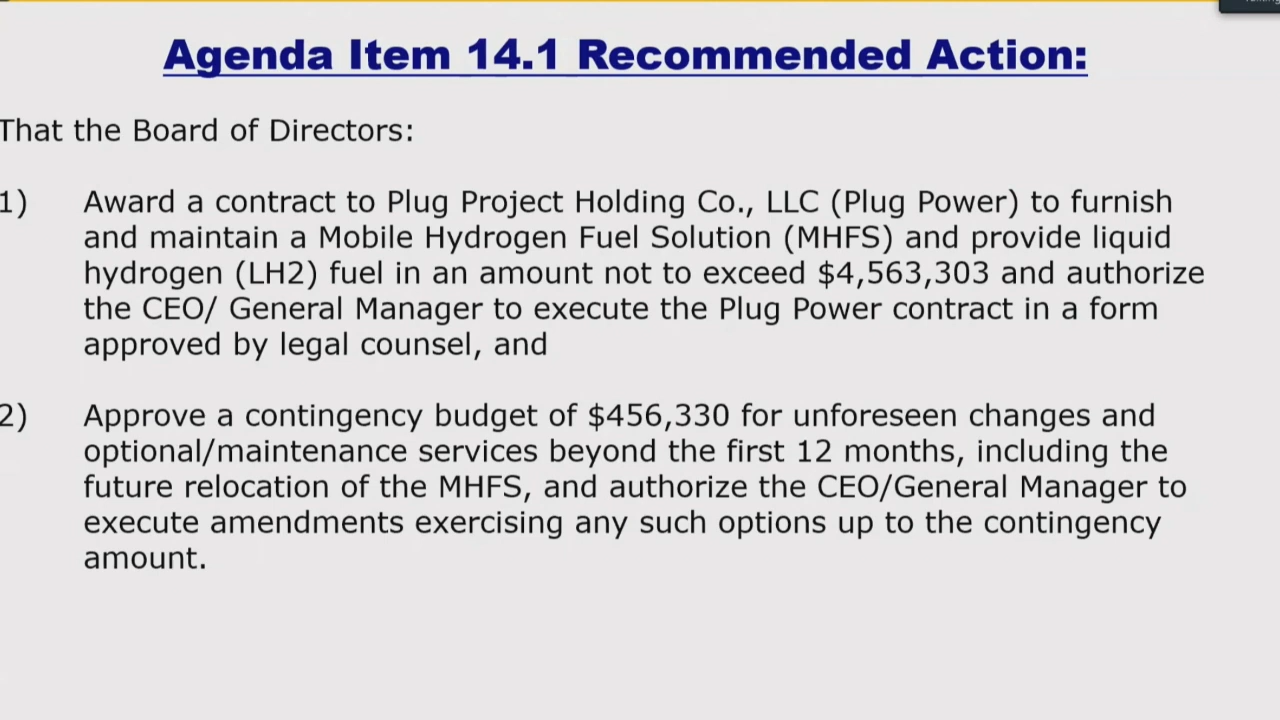 Agenda Item 14.1 Recommended Action:
That the Board of Directors:
1) Award a contract to Plug Project Holding Co., LLC (Plug Power) to furnish
and maintain a Mobile Hydrogen Fuel Solution (MHFS) and provide liquid
hydrogen (LH2) fuel in an amount not to exceed $4,563,303 and authorize
the CEO/ General Manager to execute the Plug Power contract in a form
approved by legal counsel, and
2) Approve a contingency budget of $456,330 for unforeseen changes and
optional/maintenance services beyond the first 12 months, including the
future relocation of the MHFS, and authorize the CEO/General Manager to
execute amendments exercising any such options up to the contingency
amount.